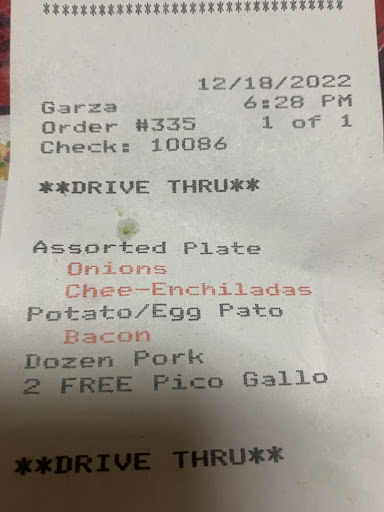 ********************************
12/18/2022
Garza 6:28 PM
Order #335 1 of 1
Check: 10086
**DRIVE THRU**
Assorted Plate
Onions
Chee-Enchiladas
Potato/Egg Pato
Bacon
Dozen Pork
2 FREE Pico Gallo
**DRIVE THRU**